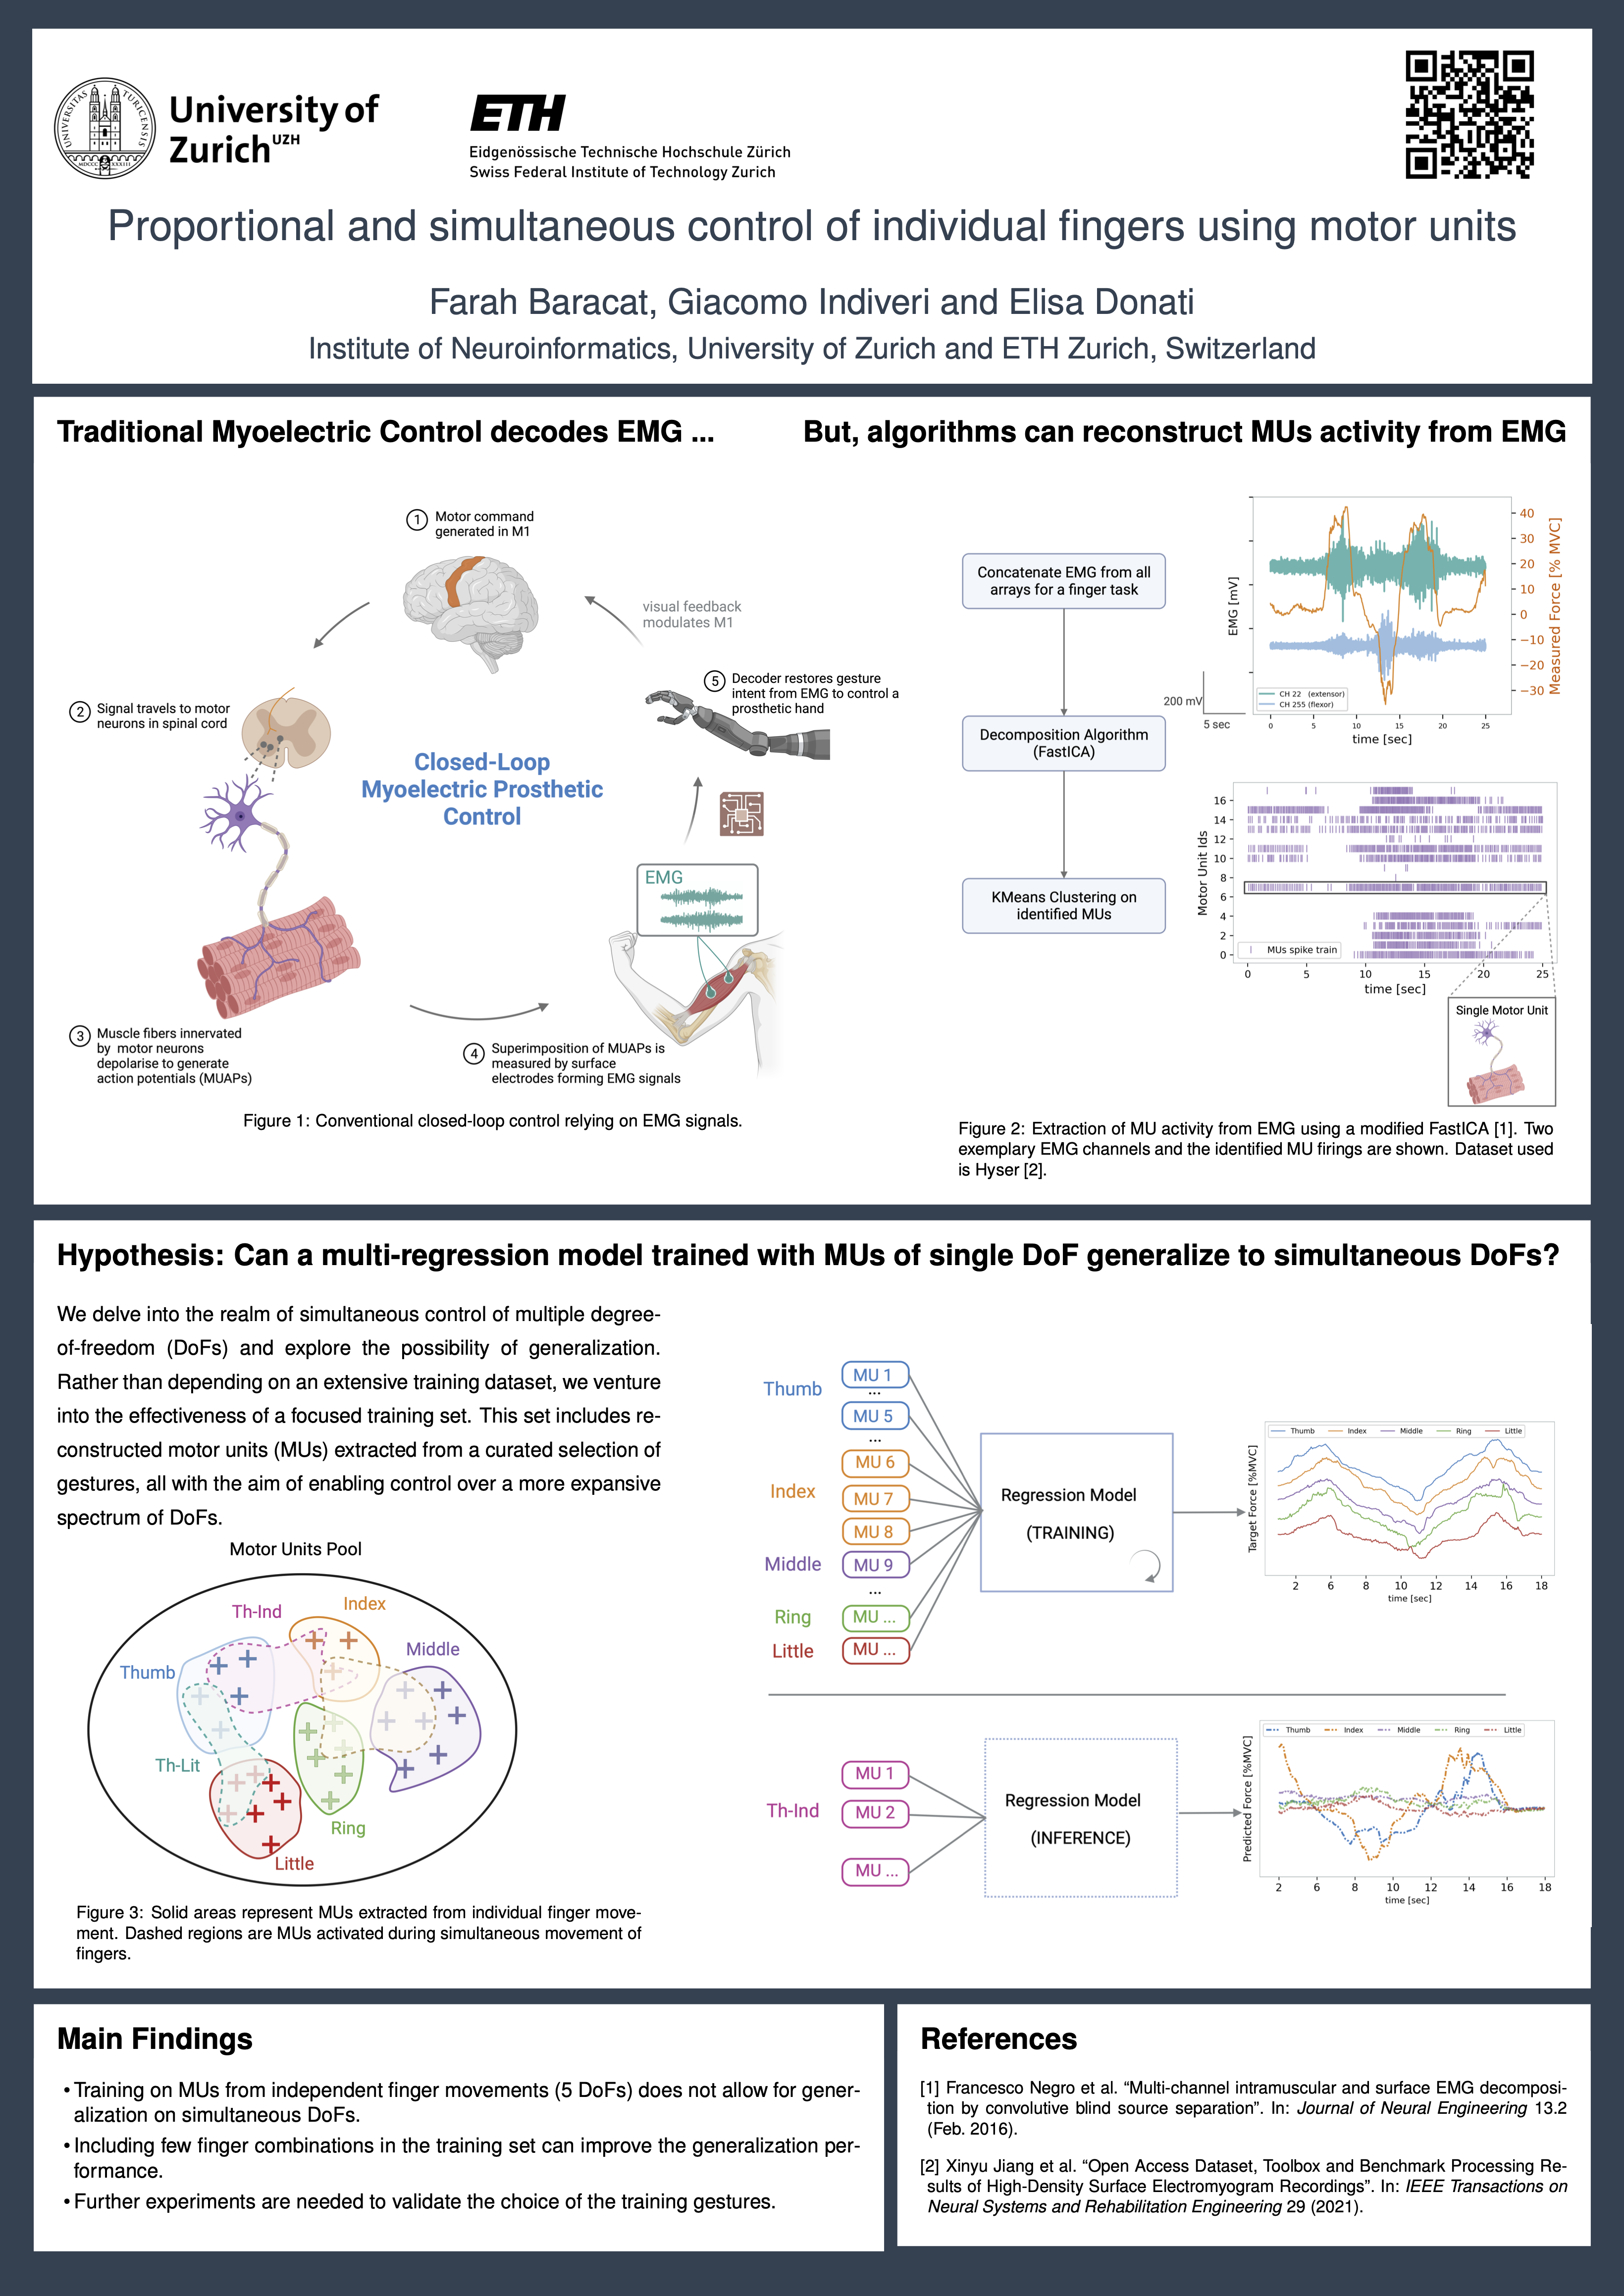 UNIVERSITAS TURICENSIS
MDCCC XXXIII
University of
Zurich UZH
ETH
Eidgenössische Technische Hochschule Zürich
Swiss Federal Institute of Technology Zurich
Proportional and simultaneous control of individual fingers using motor units
Farah Baracat, Giacomo Indiveri and Elisa Donati
Institute of Neuroinformatics, University of Zurich and ETH Zurich, Switzerland
Traditional Myoelectric Control decodes EMG ...
1 Motor command
generated in M1
visual feedback
modulates M1
2 Signal travels to motor
neurons in spinal cord
5 Decoder restores gesture
intent from EMG to control a
prosthetic hand
Closed-Loop
Myoelectric Prosthetic
Control
EMG
3 Muscle fibers innervated
by motor neurons
depolarise to generate
action potentials (MUAPs)
4 Superimposition of MUAPs is
measured by surface
electrodes forming EMG signals
Figure 1: Conventional closed-loop control relying on EMG signals.
But, algorithms can reconstruct MUs activity from EMG
Concatenate EMG from all
arrays for a finger task
Decomposition Algorithm
(FastICA)
KMeans Clustering on
identified MUs
EMG [mV]
200 mV
5 sec
CH 22 (extensor)
CH 255 (flexor)
40
30
20
10
0
−10
−20
−30
Measured Force [% MVC]
0 5 10 15 20 25
time [sec]
Motor Unit Ids
16
14
12
10
8
6
4
2
0
MUs spike train
0 5 10 15 20 25
time [sec]
Single Motor Unit
Figure 2: Extraction of MU activity from EMG using a modified FastICA [1]. Two
exemplary EMG channels and the identified MU firings are shown. Dataset used
is Hyser [2].
Hypothesis: Can a multi-regression model trained with MUs of single DoF generalize to simultaneous DoFs?
We delve into the realm of simultaneous control of multiple degree-
of-freedom (DoFs) and explore the possibility of generalization.
Rather than depending on an extensive training dataset, we venture
into the effectiveness of a focused training set. This set includes re-
constructed motor units (MUs) extracted from a curated selection of
gestures, all with the aim of enabling control over a more expansive
spectrum of DoFs.
Motor Units Pool
Th-Ind
Index
Middle
Thumb
Th-Lit
Ring
Little
Figure 3: Solid areas represent MUs extracted from individual finger move-
ment. Dashed regions are MUs activated during simultaneous movement of
fingers.
Thumb
MU 1
...
MU 5
...
Index
MU 6
MU 7
MU 8
Middle
MU 9
...
Ring
MU ...
Little
MU ...
Regression Model
(TRAINING)
Thumb Index Middle Ring Little
Target Force [%MVC]
2 6 8 10 12 14 16 18
time [sec]
Th-Ind
MU 1
MU 2
MU ...
Regression Model
(INFERENCE)
Thumb Index Middle Ring Little
Predicted Force [%MVC]
2 6 8 10 12 14 16 18
time [sec]
Main Findings
• Training on MUs from independent finger movements (5 DoFs) does not allow for gener-
alization on simultaneous DoFs.
• Including few finger combinations in the training set can improve the generalization per-
formance.
• Further experiments are needed to validate the choice of the training gestures.
References
[1] Francesco Negro et al. “Multi-channel intramuscular and surface EMG decomposi-
tion by convolutive blind source separation”. In: Journal of Neural Engineering 13.2
(Feb. 2016).
[2] Xinyu Jiang et al. “Open Access Dataset, Toolbox and Benchmark Processing Re-
sults of High-Density Surface Electromyogram Recordings”. In: IEEE Transactions on
Neural Systems and Rehabilitation Engineering 29 (2021).